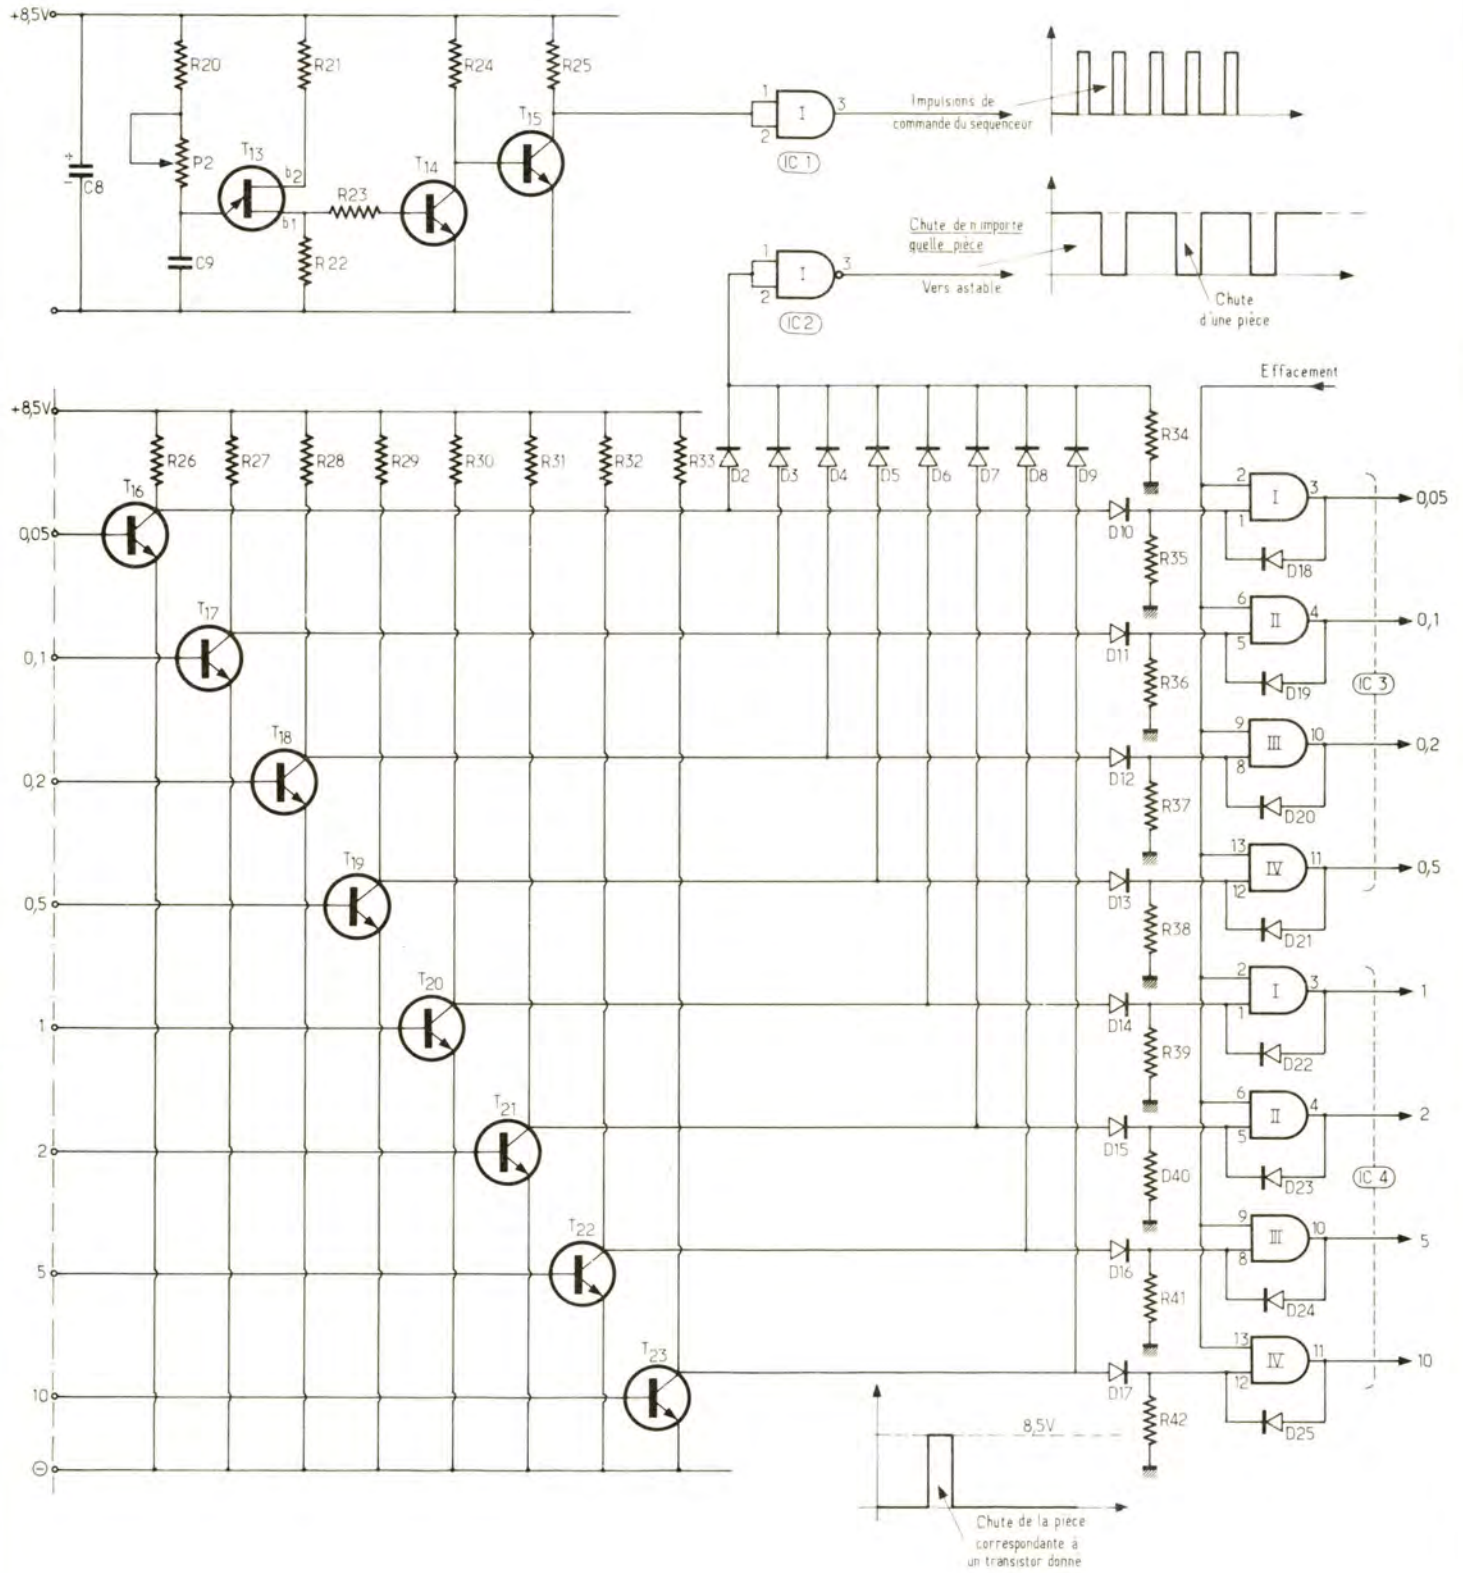 +8,5V
R20
R21
R24
R25
C8
P2
T13
b2
b1
R23
T14
T15
C9
R22
1
2
I
3
IC 1
Impulsions de
commande du sequenceur
1
2
I
3
IC 2
Vers astable
Chute de n importe
quelle pièce
Chute
d'une pièce
Effacement
+8,5V
R26
R27
R28
R29
R30
R31
R32
R33
D2
D3
D4
D5
D6
D7
D8
D9
R34
T16
0,05
D10
R35
2
1
I
3
D18
0,05
T17
0,1
D11
R36
6
5
II
4
D19
0,1
IC 3
T18
0,2
D12
R37
9
8
III
10
D20
0,2
T19
0,5
D13
R38
13
12
IV
11
D21
0,5
T20
1
D14
R39
2
1
I
3
D22
1
T21
2
D15
D40
6
5
II
4
D23
2
IC 4
T22
5
D16
R41
9
8
III
10
D24
5
T23
10
D17
R42
13
12
IV
11
D25
10
⊖
8,5V
Chute de la pièce
correspondante à
un transistor donné